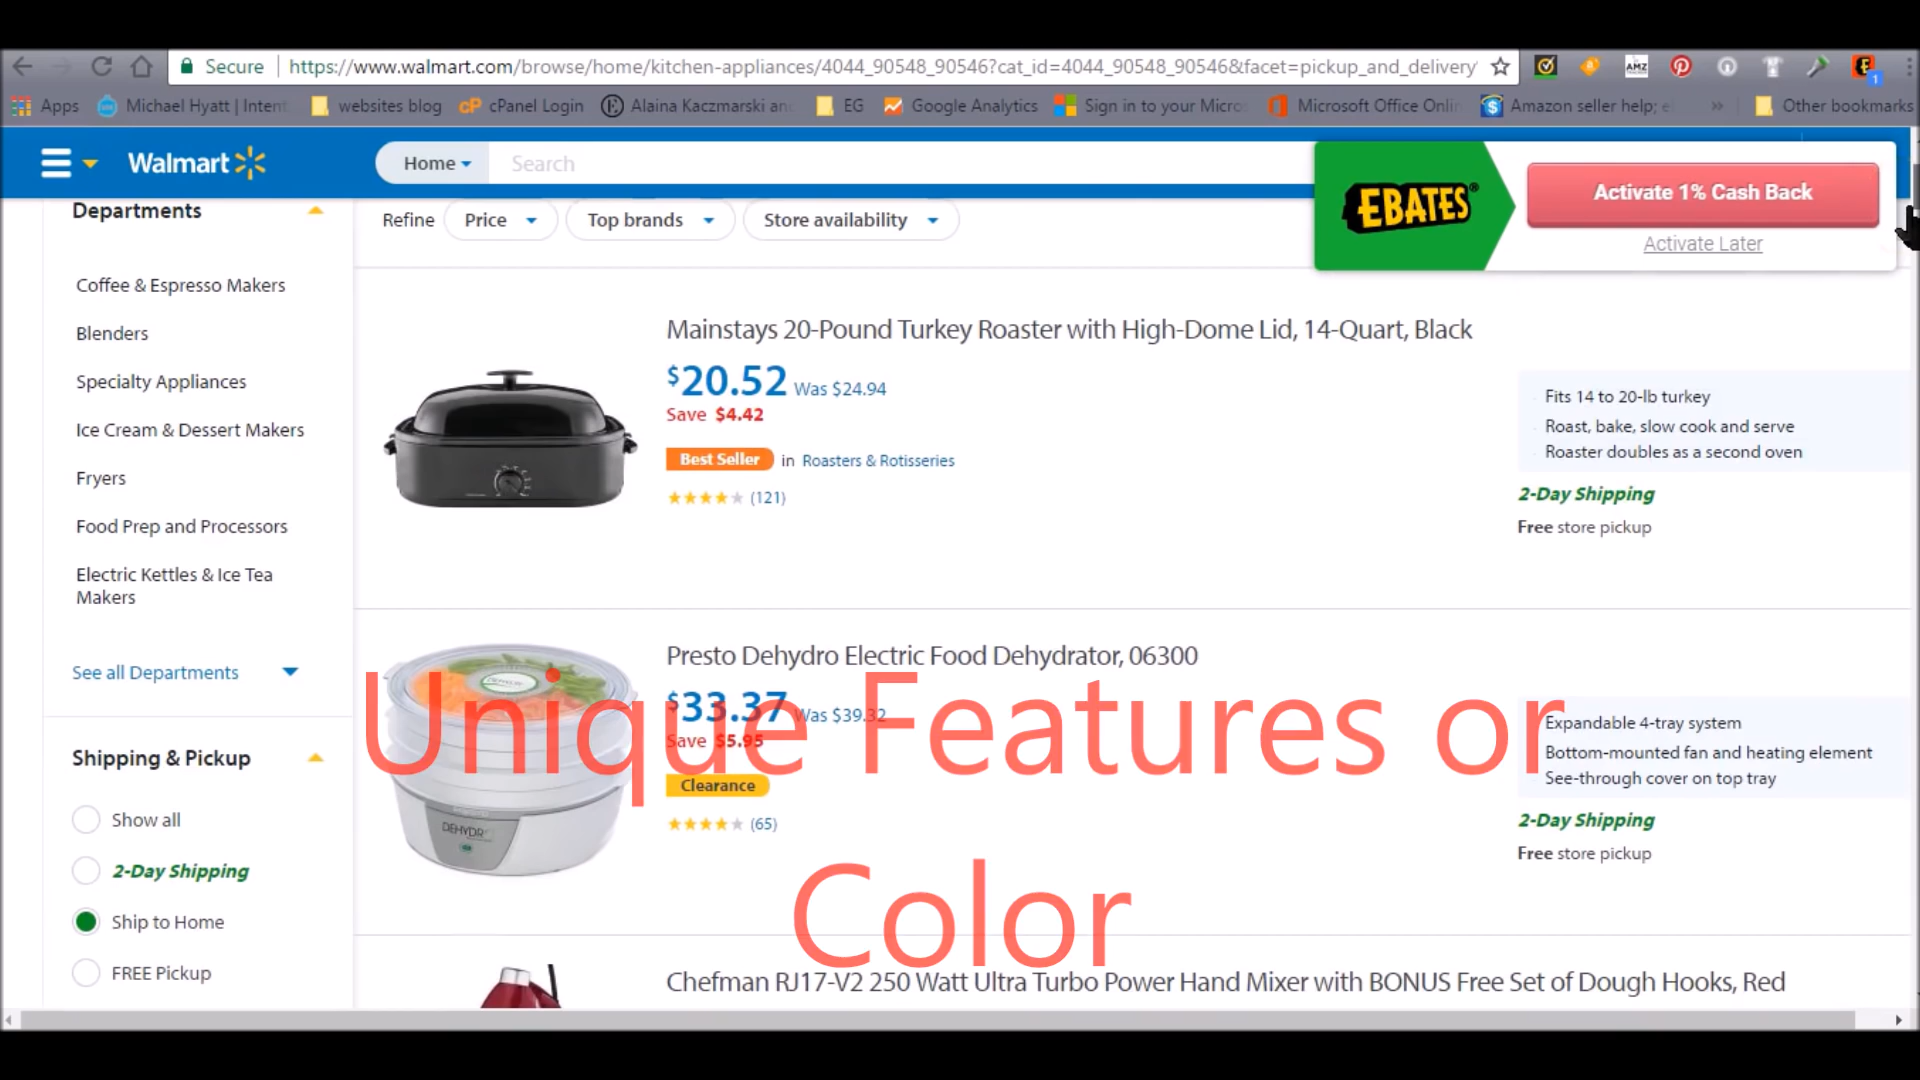 Secure https://www.walmart.com/browse/home/kitchen-appliances/4044_90548_90546?cat_id=4044_90548_90546&facet=pickup_and_delivery
Apps Michael Hyatt | Intent websites blog cPanel Login Alaina Kaczmarski an EG Google Analytics Sign in to your Micro Microsoft Office Onlin Amazon seller help; e » Other bookmarks
Walmart Home Search
EBATES® Activate 1% Cash Back
Activate Later
Departments
Refine Price Top brands Store availability
Coffee & Espresso Makers
Blenders
Specialty Appliances
Ice Cream & Dessert Makers
Fryers
Food Prep and Processors
Electric Kettles & Ice Tea
Makers
See all Departments
Shipping & Pickup
Show all
2-Day Shipping
Ship to Home
FREE Pickup
Mainstays 20-Pound Turkey Roaster with High-Dome Lid, 14-Quart, Black
$20.52 Was $24.94
Save $4.42
Best Seller in Roasters & Rotisseries
(121)
Fits 14 to 20-lb turkey
Roast, bake, slow cook and serve
Roaster doubles as a second oven
2-Day Shipping
Free store pickup
Presto Dehydro Electric Food Dehydrator, 06300
$33.37 Was $39.32
Save $5.95
Clearance
(65)
Expandable 4-tray system
Bottom-mounted fan and heating element
See-through cover on top tray
2-Day Shipping
Free store pickup
Unique Features or
Color
Chefman RJ17-V2 250 Watt Ultra Turbo Power Hand Mixer with BONUS Free Set of Dough Hooks, Red